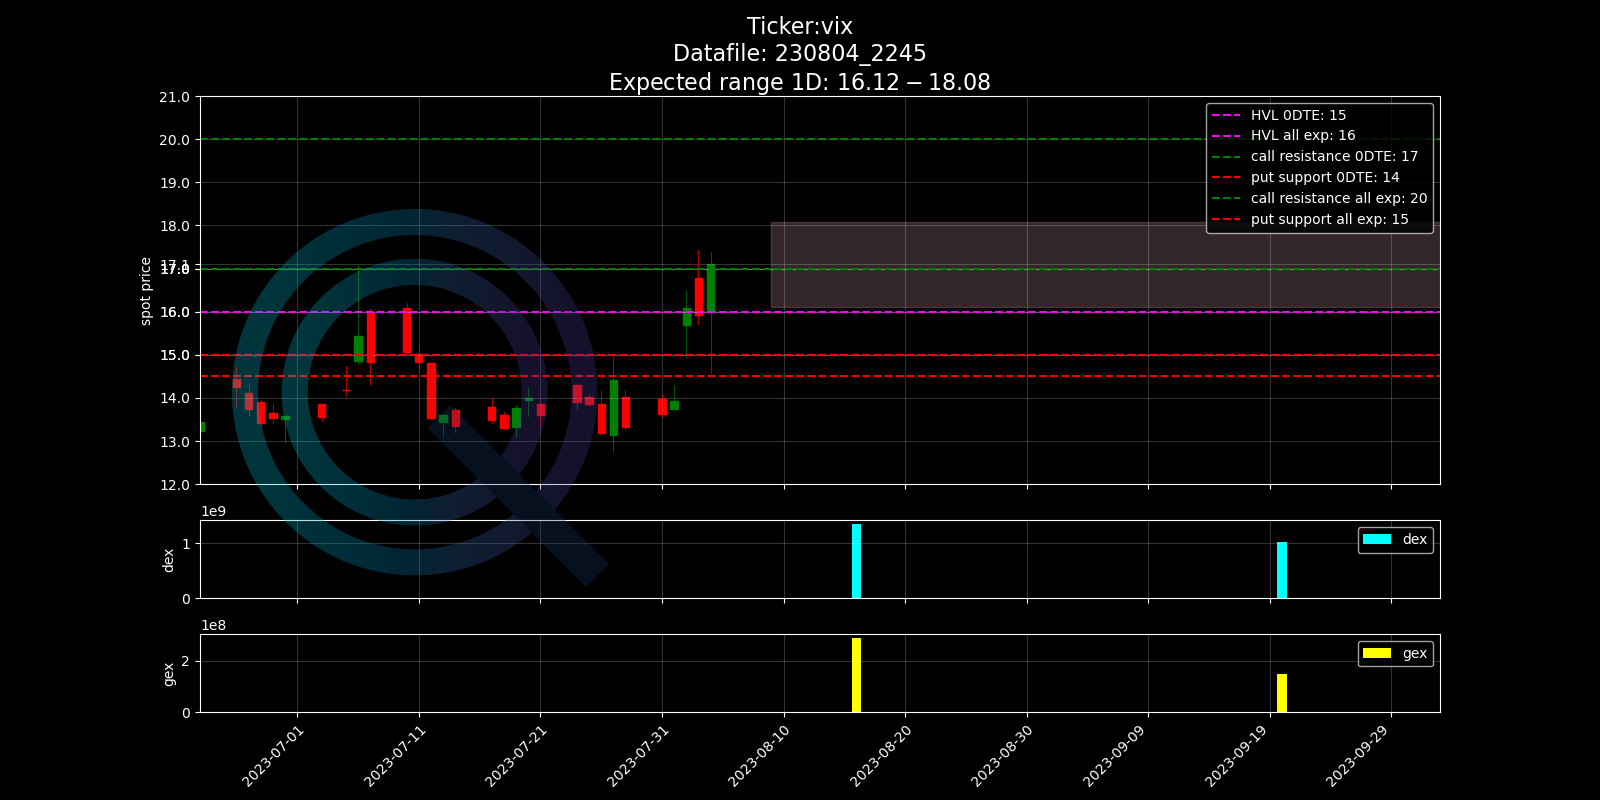 Ticker:vix
Datafile: 230804_2245
Expected range 1D: 16.12 − 18.08
21.0
20.0
19.0
18.0
17.1
16.0
15.0
14.0
13.0
12.0
spot price
HVL 0DTE: 15
HVL all exp: 16
call resistance 0DTE: 17
put support 0DTE: 14
call resistance all exp: 20
put support all exp: 15
1e9
1
0
dex
dex
1e8
2
0
gex
gex
2023-07-01
2023-07-11
2023-07-21
2023-07-31
2023-08-10
2023-08-20
2023-08-30
2023-09-09
2023-09-19
2023-09-29